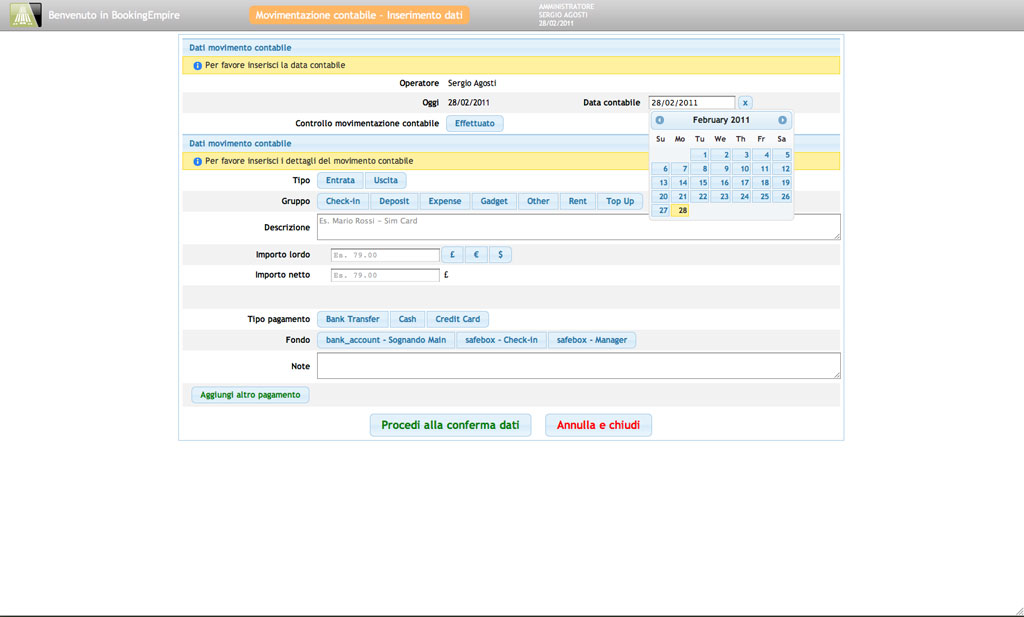 Benvenuto in BookingEmpire
Movimentazione contabile - Inserimento dati
AMMINISTRATORE
SERGIO AGOSTI
28/02/2011
Dati movimento contabile
Per favore inserisci la data contabile
Operatore Sergio Agosti
Oggi 28/02/2011 Data contabile 28/02/2011 x
Controllo movimentazione contabile Effettuato
February 2011
Su Mo Tu We Th Fr Sa
1 2 3 4 5
6 7 8 9 10 11 12
13 14 15 16 17 18 19
20 21 22 23 24 25 26
27 28
Dati movimento contabile
Per favore inserisci i dettagli del movimento contabile
Tipo Entrata Uscita
Gruppo Check-in Deposit Expense Gadget Other Rent Top Up
Descrizione Es. Mario Rossi - Sim Card
Importo lordo Es. 79.00 £ € $
Importo netto Es. 79.00 £
Tipo pagamento Bank Transfer Cash Credit Card
Fondo bank_account - Sognando Main safebox - Check-in safebox - Manager
Note
Aggiungi altro pagamento
Procedi alla conferma dati Annulla e chiudi